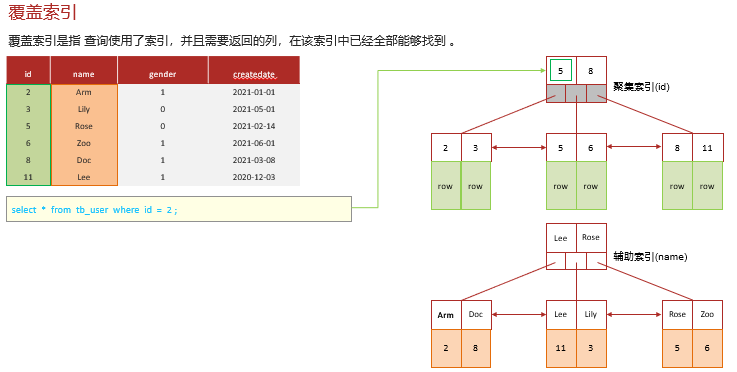 覆盖索引
覆盖索引是指 查询使用了索引，并且需要返回的列，在该索引中已经全部能够找到 。
id name gender createdate
2 Arm 1 2021-01-01
3 Lily 0 2021-05-01
5 Rose 0 2021-02-14
6 Zoo 1 2021-06-01
8 Doc 1 2021-03-08
11 Lee 1 2020-12-03
select * from tb_user where id = 2 ;
5 8
聚集索引(id)
2 3 5 6 8 11
row row row row row row
Lee Rose
辅助索引(name)
Arm Doc Lee Lily Rose Zoo
2 8 11 3 5 6